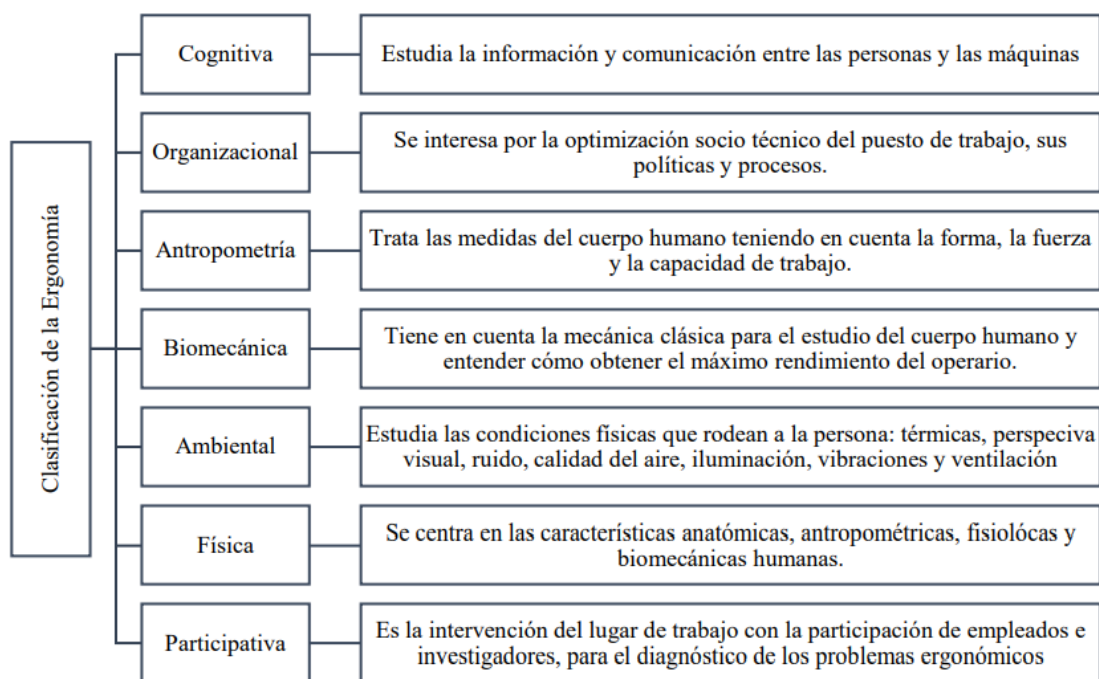 Clasificación de la Ergonomía
Cognitiva
Estudia la información y comunicación entre las personas y las máquinas
Organizacional
Se interesa por la optimización socio técnico del puesto de trabajo, sus
políticas y procesos.
Antropometría
Trata las medidas del cuerpo humano teniendo en cuenta la forma, la fuerza
y la capacidad de trabajo.
Biomecánica
Tiene en cuenta la mecánica clásica para el estudio del cuerpo humano y
entender cómo obtener el máximo rendimiento del operario.
Ambiental
Estudia las condiciones físicas que rodean a la persona: térmicas, perspeciva
visual, ruido, calidad del aire, iluminación, vibraciones y ventilación
Física
Se centra en las características anatómicas, antropométricas, fisiolócas y
biomecánicas humanas.
Participativa
Es la intervención del lugar de trabajo con la participación de empleados e
investigadores, para el diagnóstico de los problemas ergonómicos